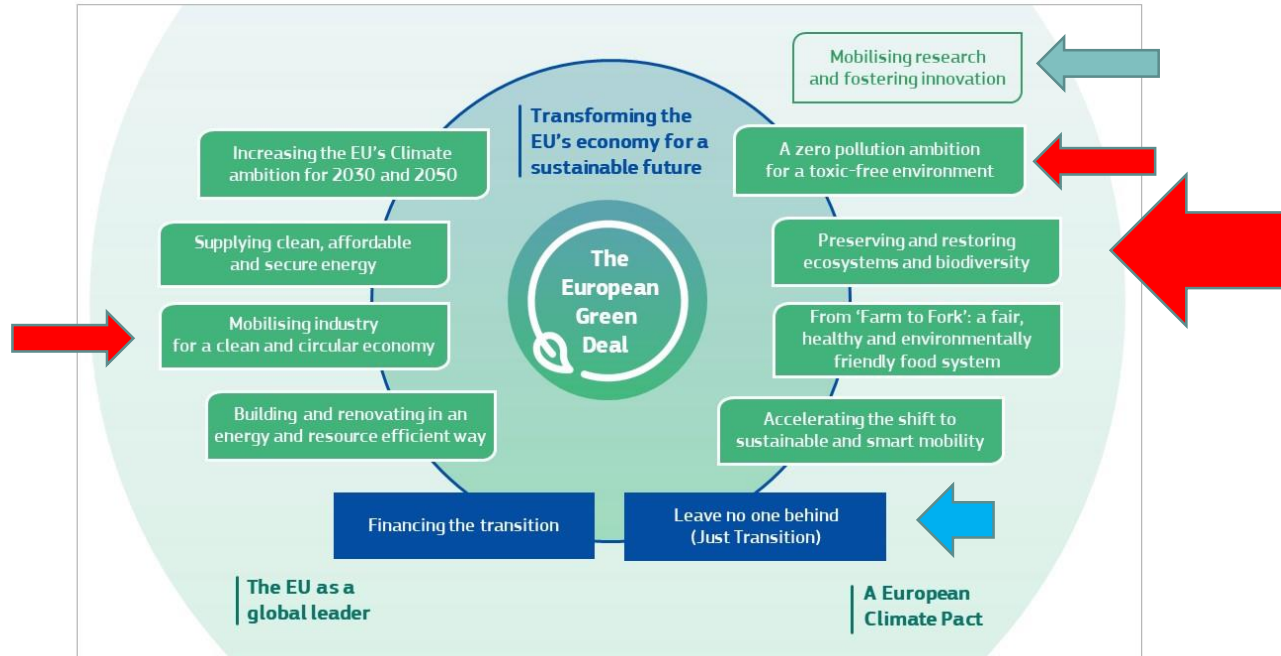 Mobilising research
and fostering innovation
Transforming the
EU's economy for a
sustainable future
Increasing the EU's Climate
ambition for 2030 and 2050
A zero pollution ambition
for a toxic-free environment
Supplying clean, affordable
and secure energy
Preserving and restoring
ecosystems and biodiversity
The
European
Green
Deal
Mobilising industry
for a clean and circular economy
From ‘Farm to Fork’: a fair,
healthy and environmentally
friendly food system
Building and renovating in an
energy and resource efficient way
Accelerating the shift to
sustainable and smart mobility
Financing the transition
Leave no one behind
(Just Transition)
The EU as a
global leader
A European
Climate Pact